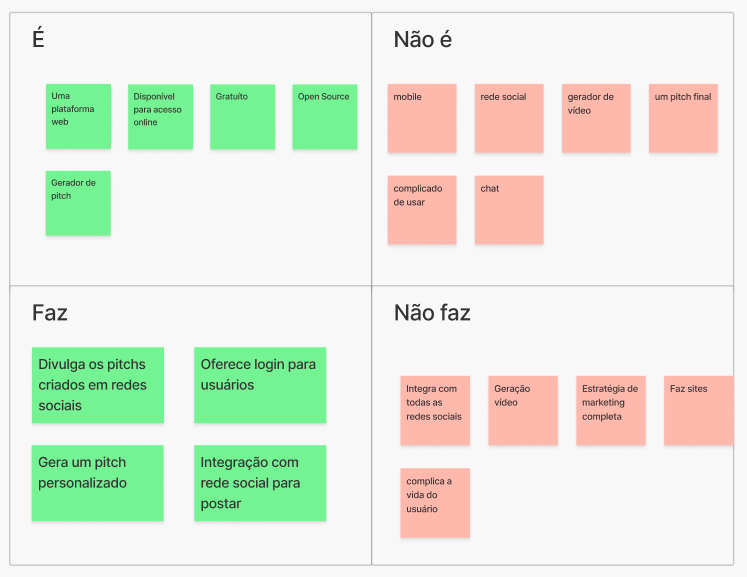 É
Uma
plataforma
web
Disponível
para acesso
online
Gratuíto
Open Source
Gerador de
pitch
Não é
mobile
rede social
gerador de
vídeo
um pitch final
complicado
de usar
chat
Faz
Divulga os pitchs
criados em redes
sociais
Oferece login para
usuários
Gera um pitch
personalizado
Integração com
rede social para
postar
Não faz
Integra com
todas as
redes sociais
Geração
vídeo
Estratégia de
marketing
completa
Faz sites
complica a
vida do
usuário